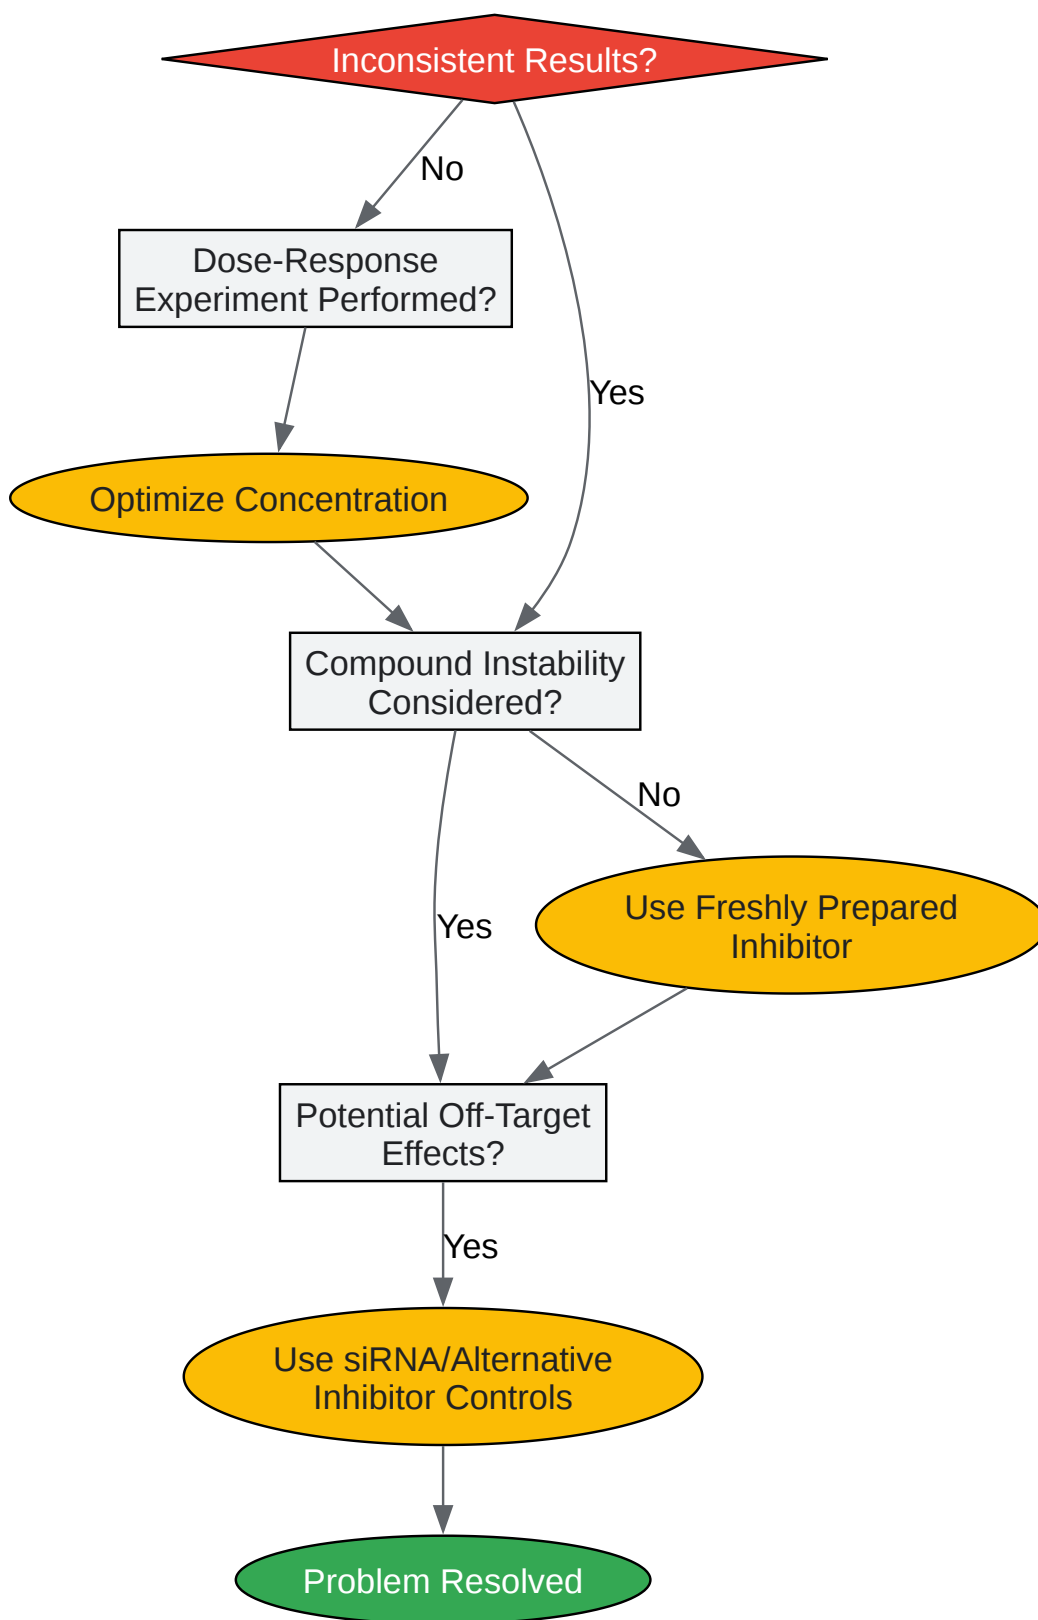 Inconsistent Results?
No
Dose-Response
Experiment Performed?
Yes
Optimize Concentration
Compound Instability
Considered?
No
Use Freshly Prepared
Inhibitor
Yes
Potential Off-Target
Effects?
Yes
Use siRNA/Alternative
Inhibitor Controls
Problem Resolved